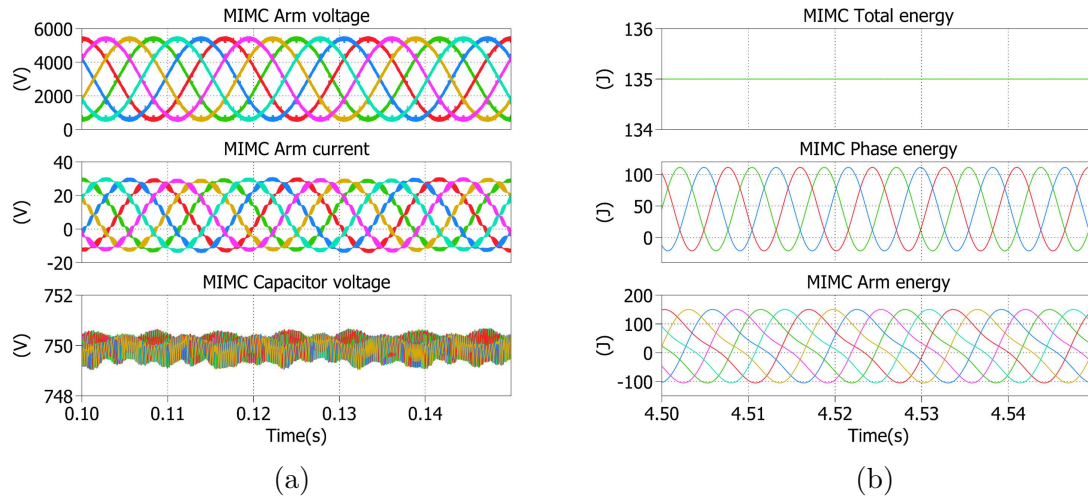 MIMC Arm voltage
6000
4000
2000
0
(V)
MIMC Arm current
40
20
0
-20
(V)
MIMC Capacitor voltage
752
750
748
(V)
0.10 0.11 0.12 0.13 0.14
Time(s)
(a)
MIMC Total energy
136
135
134
(J)
MIMC Phase energy
100
50
0
(J)
MIMC Arm energy
200
100
0
-100
(J)
4.50 4.51 4.52 4.53 4.54
Time(s)
(b)